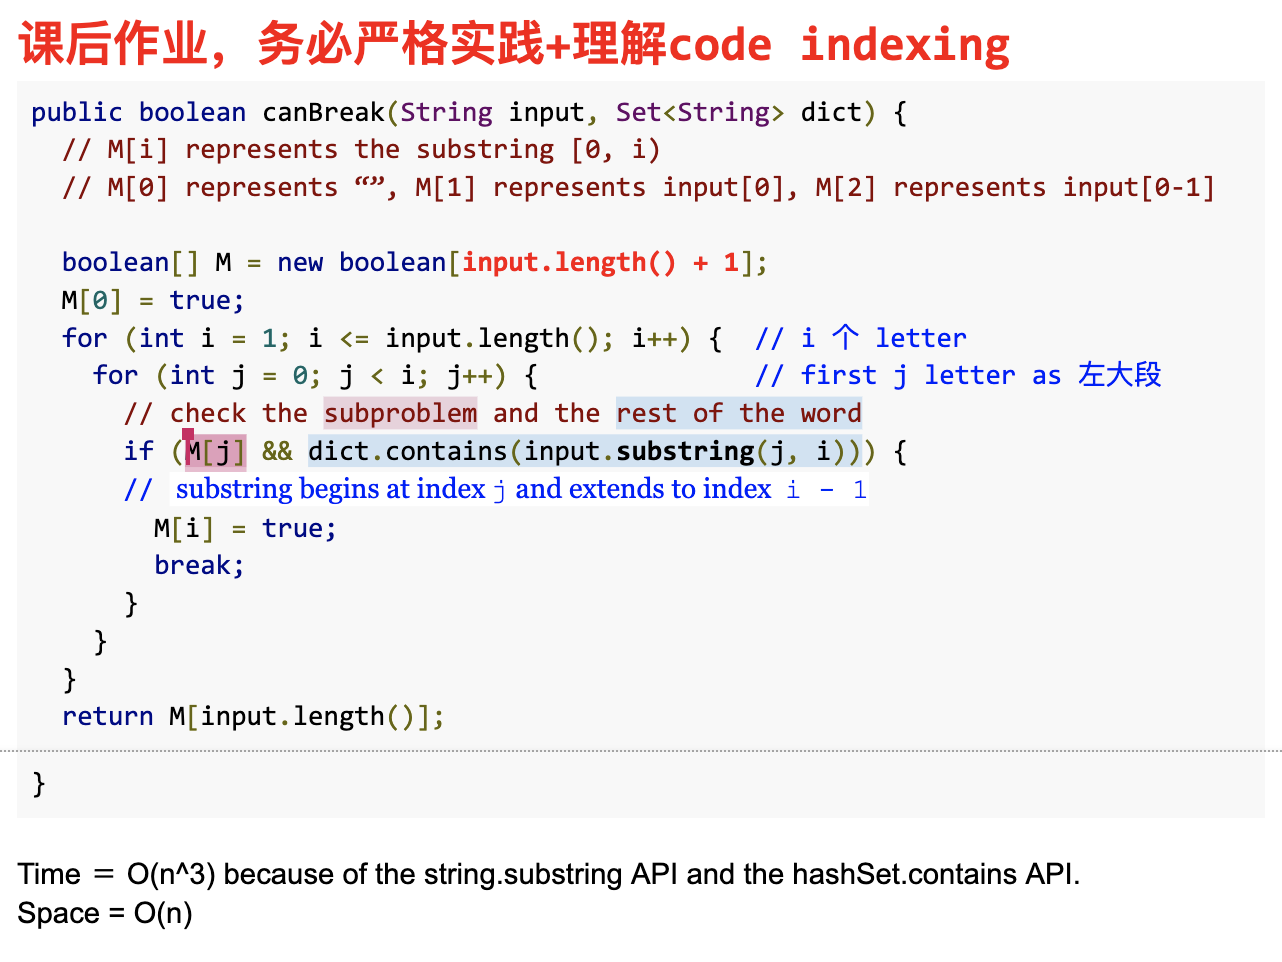 课后作业，务必严格实践+理解code indexing
public boolean canBreak(String input, Set<String> dict) {
// M[i] represents the substring [0, i)
// M[0] represents “”, M[1] represents input[0], M[2] represents input[0-1]
boolean[] M = new boolean[input.length() + 1];
M[0] = true;
for (int i = 1; i <= input.length(); i++) { // i 个 letter
for (int j = 0; j < i; j++) { // first j letter as 左大段
// check the subproblem and the rest of the word
if (M[j] && dict.contains(input.substring(j, i))) {
// substring begins at index j and extends to index i - 1
M[i] = true;
break;
}
}
}
return M[input.length()];
}
Time = O(n^3) because of the string.substring API and the hashSet.contains API.
Space = O(n)